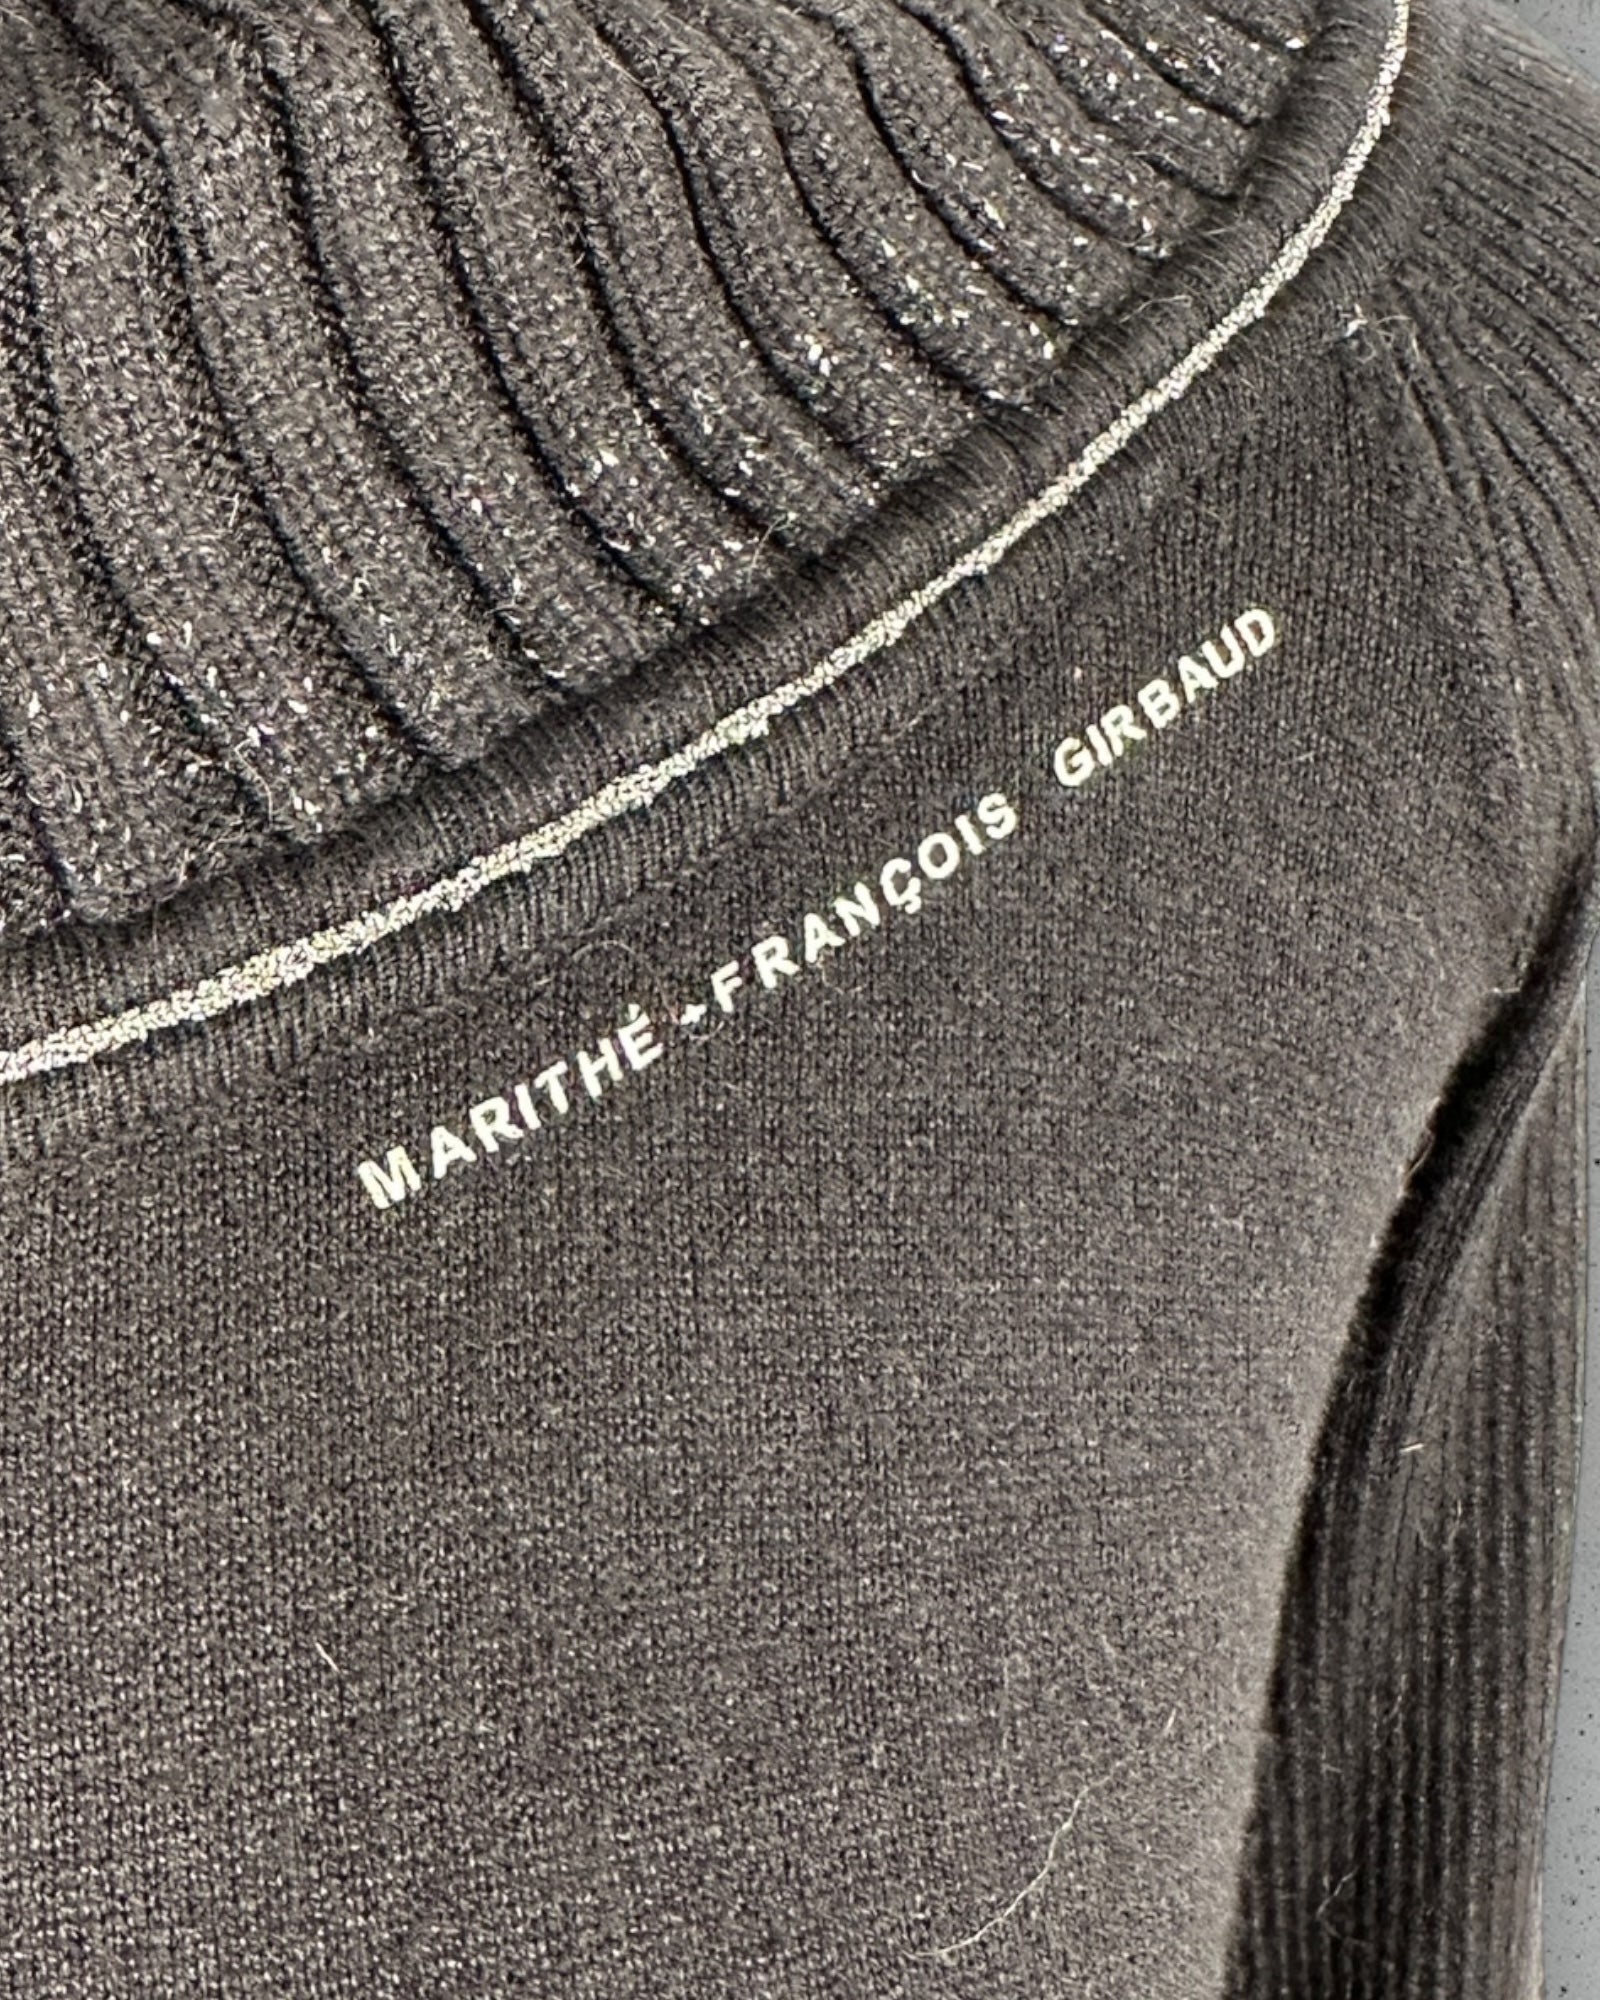 MARITHÉ + FRANÇOIS GIRBAUD